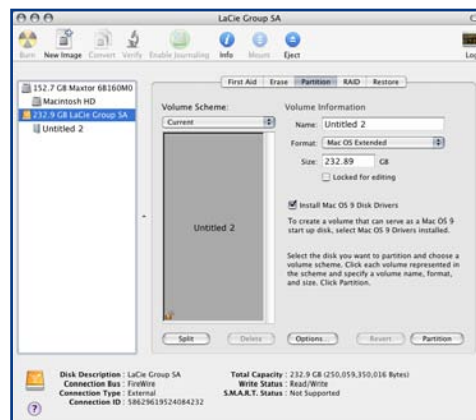 LaCie Group SA
Burn
New Image
Convert
Verify
Enable Journaling
Info
Mount
Eject
Log
152.7 GB Maxtor 6B160M0
Macintosh HD
232.9 GB LaCie Group SA
Untitled 2
First Aid
Erase
Partition
RAID
Restore
Volume Scheme:
Current
Untitled 2
Volume Information
Name: Untitled 2
Format: Mac OS Extended
Size: 232.89 GB
Locked for editing
Install Mac OS 9 Disk Drivers
To create a volume that can serve as a Mac OS 9
start up disk, select Mac OS 9 Drivers installed.
Select the disk you want to partition and choose a
volume scheme. Click each volume represented in
the scheme and specify a volume name, format,
and size. Click Partition.
Split
Delete
Options...
Revert
Partition
Disk Description : LaCie Group SA
Connection Bus : FireWire
Connection Type : External
Connection ID : 58629619524084232
Total Capacity : 232.9 GB (250,059,350,016 Bytes)
Write Status : Read/Write
S.M.A.R.T. Status : Not Supported
?